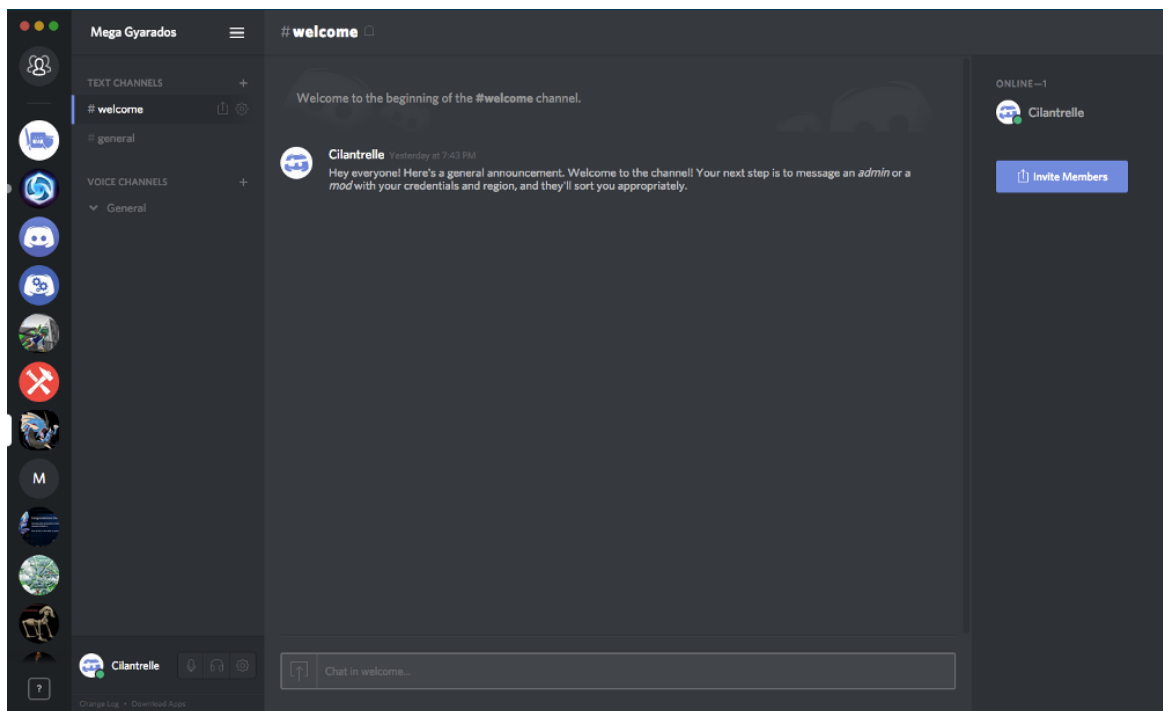 Mega Gyarados
#welcome
TEXT CHANNELS
# welcome
# general
VOICE CHANNELS
General
Welcome to the beginning of the #welcome channel.
Cilantrelle Yesterday at 7:43 PM
Hey everyone! Here's a general announcement. Welcome to the channel! Your next step is to message an admin or a
mod with your credentials and region, and they'll sort you appropriately.
ONLINE—1
Cilantrelle
Invite Members
M
Cilantrelle
Chat in welcome...
?
Change Log • Download Apps